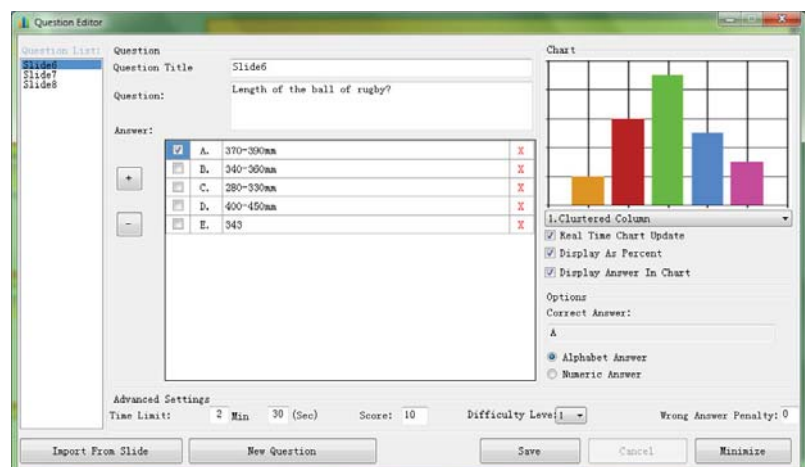 Question Editor
Question List:
Slide6
Slide7
Slide8
Question
Question Title
Slide6
Question:
Length of the ball of rugby?
Answer:
A. 370-390mm X
B. 340-360mm X
C. 280-330mm X
D. 400-450mm X
E. 343 X
+
-
Chart
1.Clustered Column
Real Time Chart Update
Display As Percent
Display Answer In Chart
Options
Correct Answer:
A
Alphabet Answer
Numeric Answer
Advanced Settings
Time Limit: 2 Min 30 (Sec) Score: 10 Difficulty Leve: 1 Wrong Answer Penalty: 0
Import From Slide New Question Save Cancel Minimize